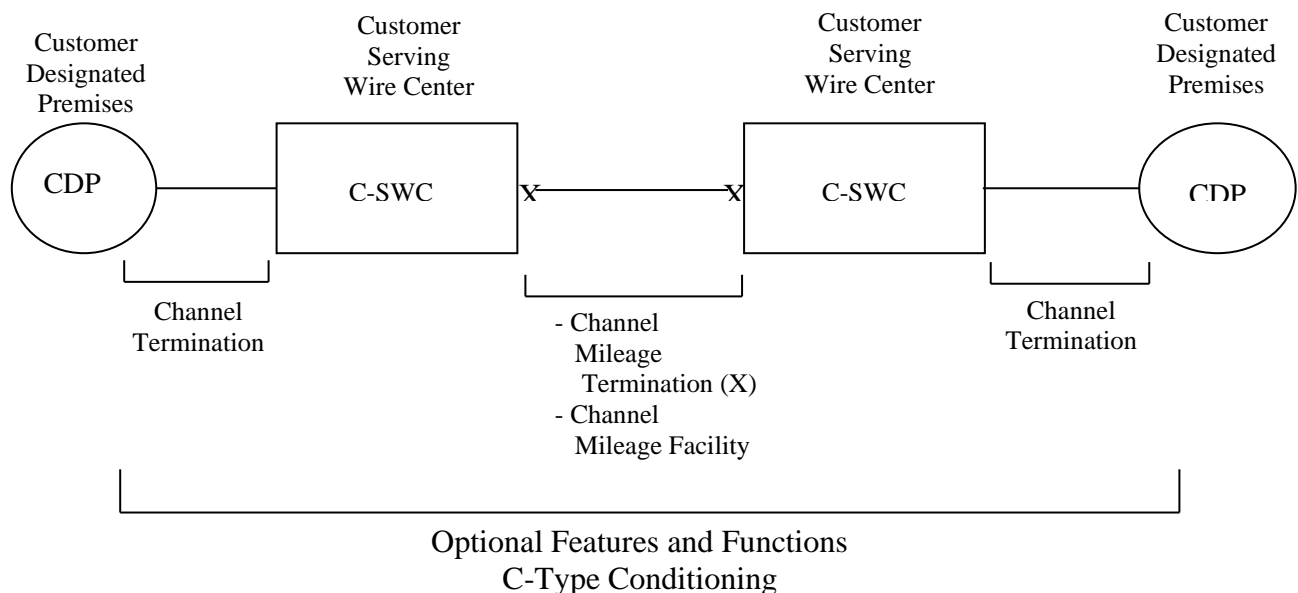 Customer
Designated
Premises
Customer
Serving
Wire Center
Customer
Serving
Wire Center
Customer
Designated
Premises
CDP
C-SWC
X
X
C-SWC
CDP
Channel
Termination
- Channel
Mileage
Termination (X)
- Channel
Mileage Facility
Channel
Termination
Optional Features and Functions
C-Type Conditioning